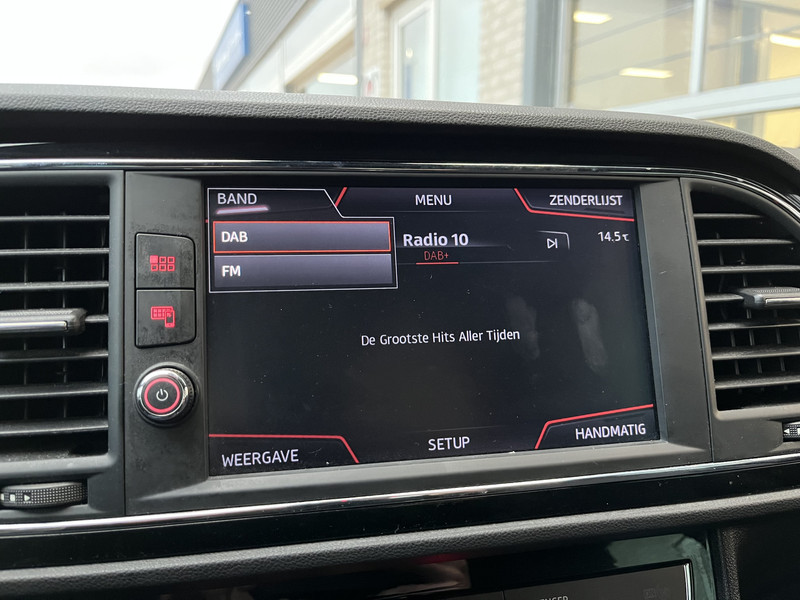 BAND
MENU
ZENDERLIJST
DAB
Radio 10
14.5°C
DAB+
FM
De Grootste Hits Aller Tijden
WEERGAVE
SETUP
HANDMATIG